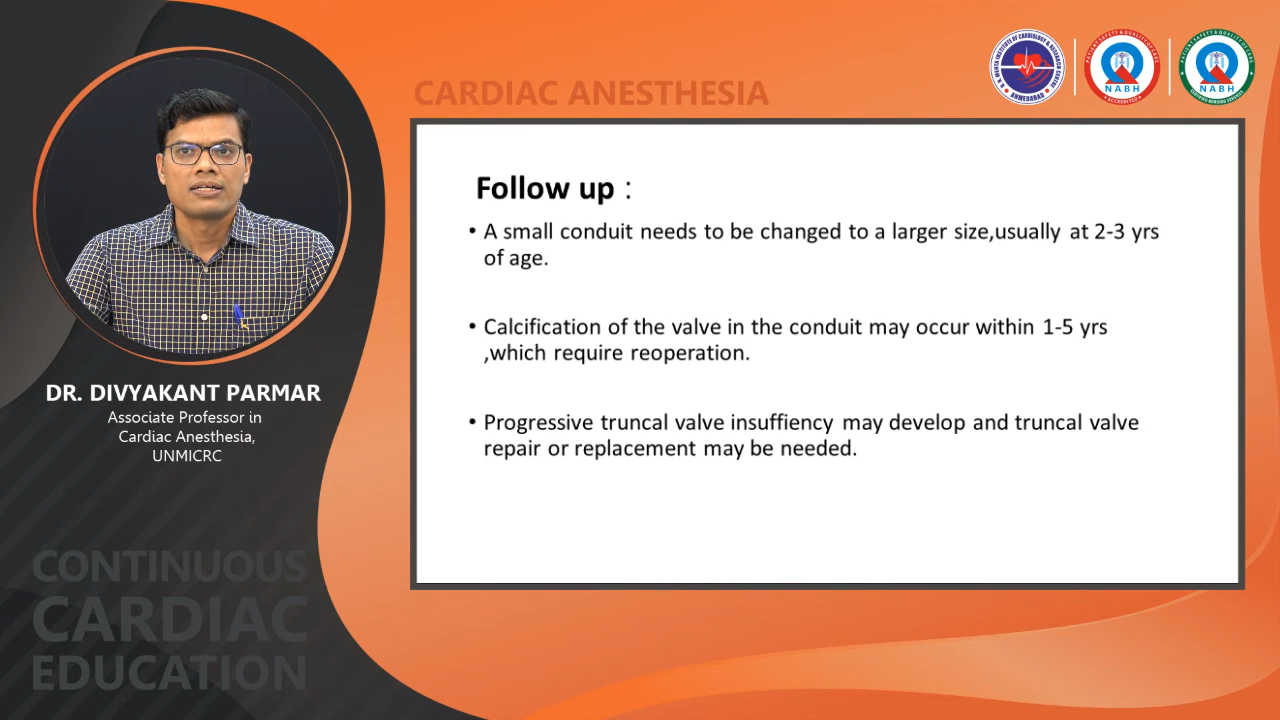 CARDIAC ANESTHESIA
NABH
NABH
AHMEDABAD
ACCREDITED
Follow up :
• A small conduit needs to be changed to a larger size,usually at 2-3 yrs
of age.
• Calcification of the valve in the conduit may occur within 1-5 yrs
,which require reoperation.
• Progressive truncal valve insuffiency may develop and truncal valve
repair or replacement may be needed.
DR. DIVYAKANT PARMAR
Associate Professor in
Cardiac Anesthesia,
UNMICRC
CONTINUOUS
CARDIAC
EDUCATION